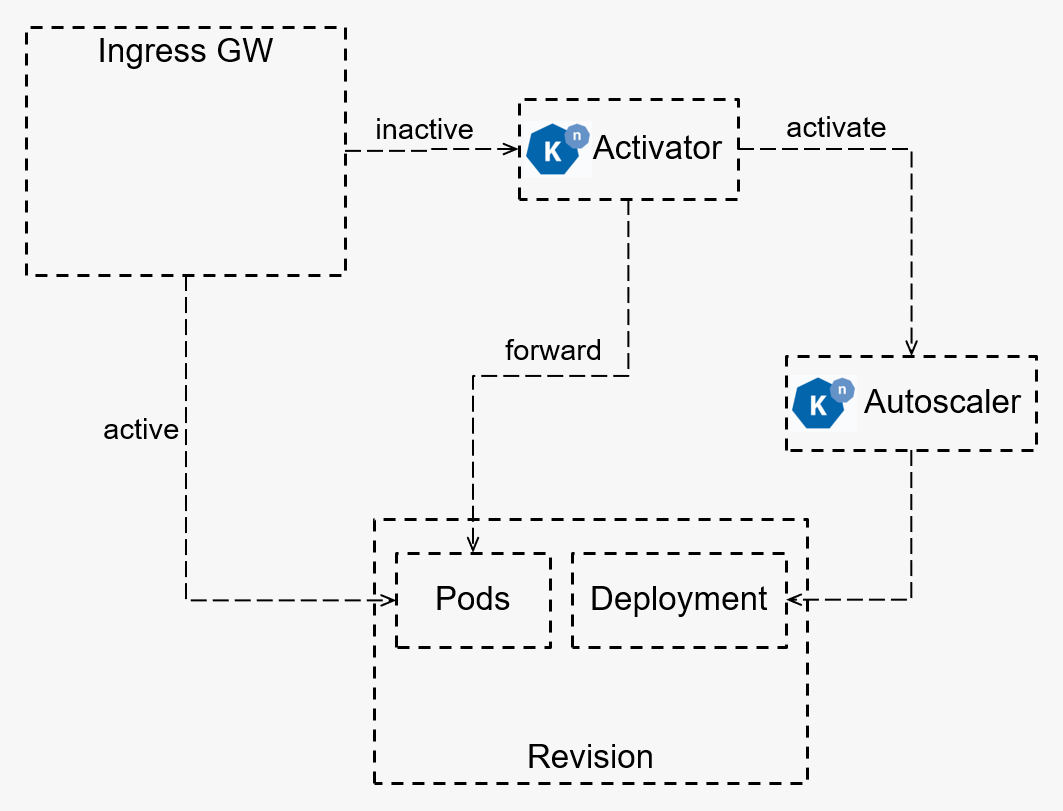 Ingress GW
inactive
K n Activator
activate
forward
active
K n Autoscaler
Pods
Deployment
Revision